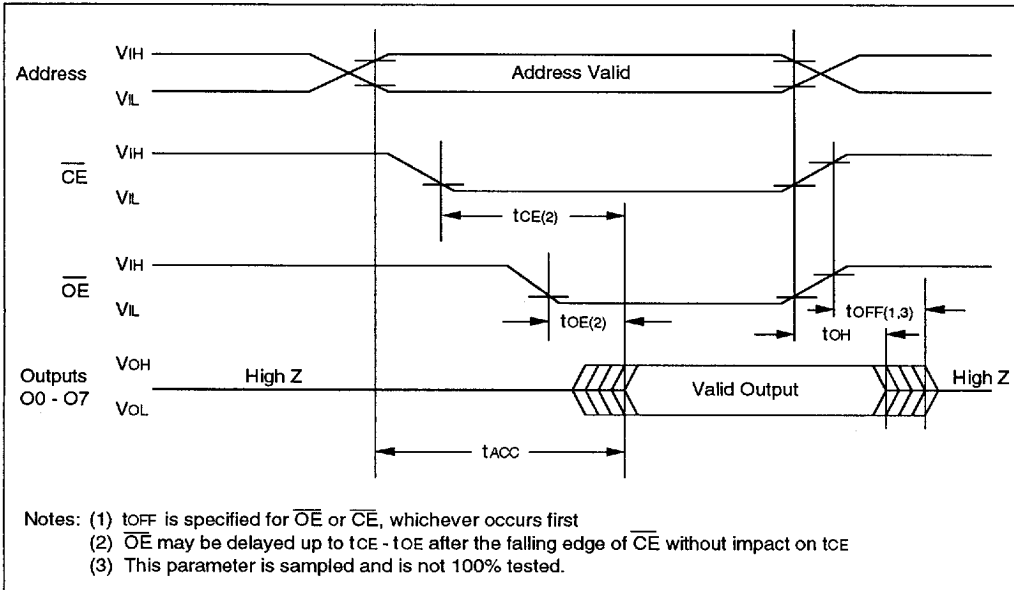 Address
VIH
VIL
Address Valid
CE
VIH
VIL
tCE(2)
OE
VIH
VIL
tOE(2)
tOFF(1,3)
tOH
Outputs
O0 - O7
VOH
VOL
High Z
Valid Output
High Z
tACC
Notes: (1) tOFF is specified for OE or CE, whichever occurs first
(2) OE may be delayed up to tCE - tOE after the falling edge of CE without impact on tCE
(3) This parameter is sampled and is not 100% tested.